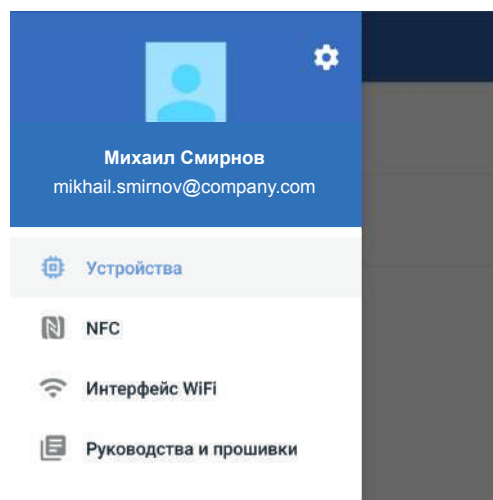 Михаил Смирнов
mikhail.smirnov@company.com
Устройства
NFC
Интерфейс WiFi
Руководства и прошивки